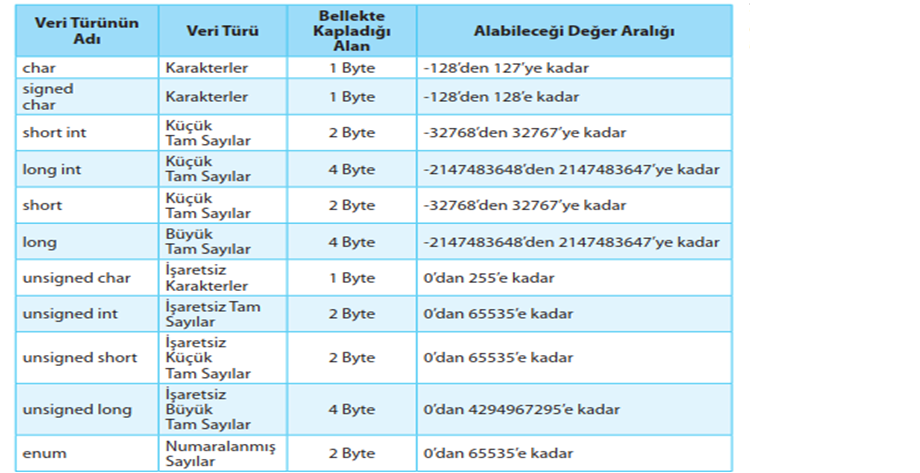 Veri Türünün Adı
Veri Türü
Bellekte Kapladığı Alan
Alabileceği Değer Aralığı
char
Karakterler
1 Byte
-128’den 127’ye kadar
signed
char
Karakterler
1 Byte
-128’den 128’e kadar
short int
Küçük
Tam Sayılar
2 Byte
-32768’den 32767’ye kadar
long int
Küçük
Tam Sayılar
4 Byte
-2147483648’den 2147483647’ye kadar
short
Küçük
Tam Sayılar
2 Byte
-32768’den 32767’ye kadar
long
Büyük
Tam Sayılar
4 Byte
-2147483648’den 2147483647’ye kadar
unsigned char
İşaretsiz
Karakterler
1 Byte
0’dan 255’e kadar
unsigned int
İşaretsiz Tam
Sayılar
2 Byte
0’dan 65535’e kadar
unsigned short
İşaretsiz
Küçük
Tam Sayılar
2 Byte
0’dan 65535’e kadar
unsigned long
İşaretsiz
Büyük
Tam Sayılar
4 Byte
0’dan 4294967295’e kadar
enum
Numaralanmış
Sayılar
2 Byte
0’dan 65535’e kadar